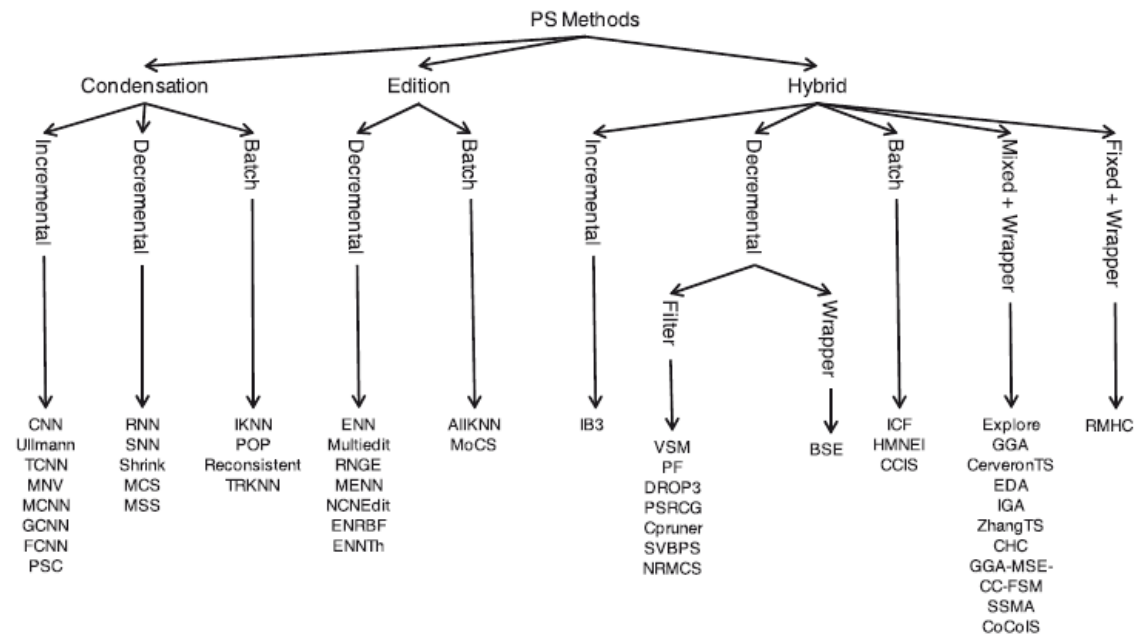 PS Methods
Condensation
Edition
Hybrid
Incremental
Decremental
Batch
Decremental
Batch
Incremental
Decremental
Batch
Mixed + Wrapper
Fixed + Wrapper
Filter
Wrapper
CNN
Ullmann
TCNN
MNV
MCNN
GCNN
FCNN
PSC
RNN
SNN
Shrink
MCS
MSS
IKNN
POP
Reconsistent
TRKNN
ENN
Multiedit
RNGE
MENN
NCNEdit
ENRBF
ENNTh
AllKNN
MoCS
IB3
VSM
PF
DROP3
PSRCG
Cpruner
SVBPS
NRMCS
BSE
ICF
HMNEI
CCIS
Explore
GGA
CerveronTS
EDA
IGA
ZhangTS
CHC
GGA-MSE-
CC-FSM
SSMA
CoCoIS
RMHC